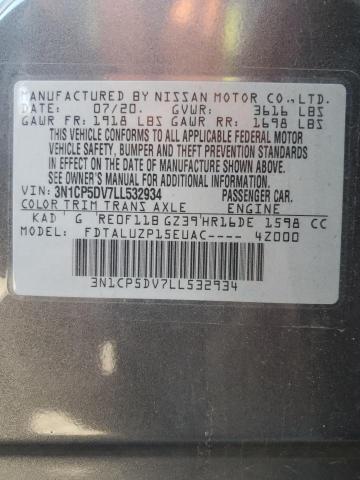 MANUFACTURED BY NISSAN MOTOR CO.,LTD.
DATE: 07/20. GVWR: 3616 LBS
GAWR FR: 1918 LBS GAWR RR: 1698 LBS
THIS VEHICLE CONFORMS TO ALL APPLICABLE FEDERAL MOTOR
VEHICLE SAFETY, BUMPER AND THEFT PREVENTION STANDARDS
IN EFFECT ON THE DATE OF MANUFACTURE SHOWN ABOVE.
SEE OWNER'S MANUAL FOR ADDITIONAL INFORMATION
VIN: 3N1CP5DV7LL532934 PASSENGER CAR.
COLOR TRIM TRANS AXLE ENGINE
KAD G RE0F11B GZ39 HR16DE 1598 CC
MODEL: FDTALUZP15EUAC-- 4Z000
3N1CP5DV7LL532934